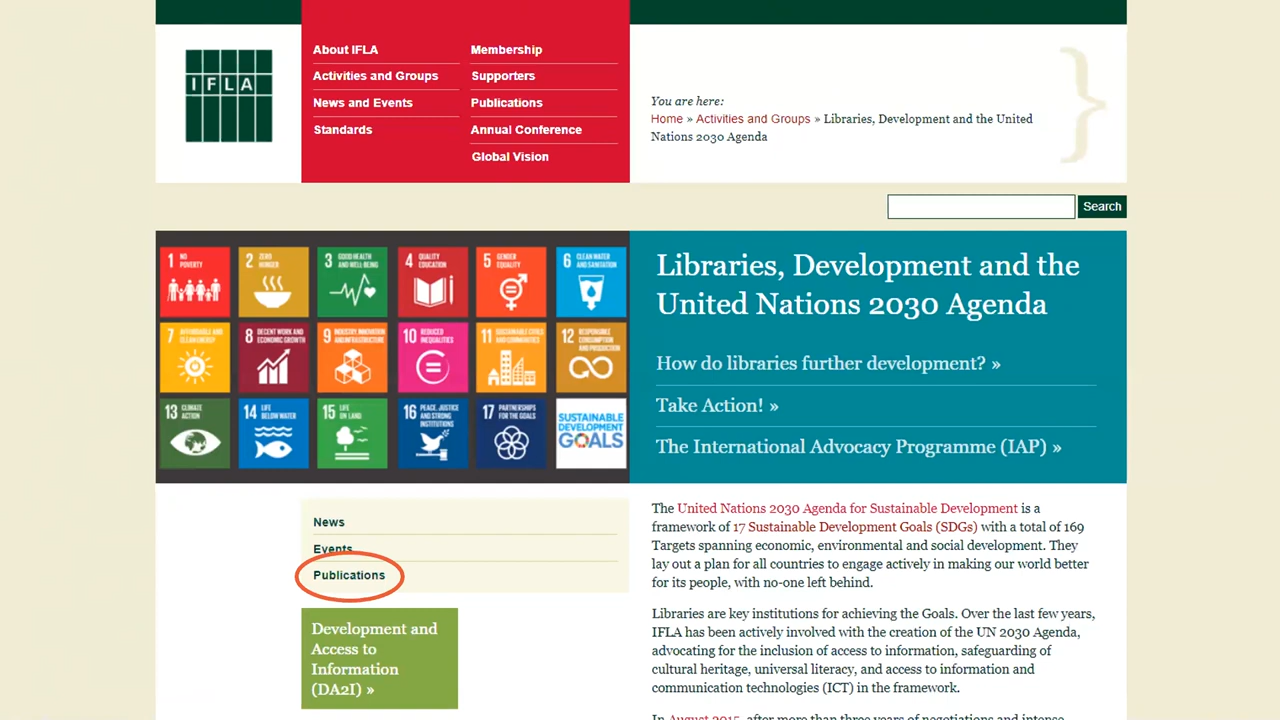 IFLA
About IFLA
Activities and Groups
News and Events
Standards
Membership
Supporters
Publications
Annual Conference
Global Vision
You are here:
Home » Activities and Groups » Libraries, Development and the United
Nations 2030 Agenda
Search
1 NO
POVERTY
2 ZERO
HUNGER
3 GOOD HEALTH
AND WELL-BEING
4 QUALITY
EDUCATION
5 GENDER
EQUALITY
6 CLEAN WATER
AND SANITATION
7 AFFORDABLE AND
CLEAN ENERGY
8 DECENT WORK AND
ECONOMIC GROWTH
9 INDUSTRY, INNOVATION
AND INFRASTRUCTURE
10 REDUCED
INEQUALITIES
11 SUSTAINABLE CITIES
AND COMMUNITIES
12 RESPONSIBLE
CONSUMPTION
AND PRODUCTION
13 CLIMATE
ACTION
14 LIFE
BELOW WATER
15 LIFE
ON LAND
16 PEACE, JUSTICE
AND STRONG
INSTITUTIONS
17 PARTNERSHIPS
FOR THE GOALS
SUSTAINABLE
DEVELOPMENT
GOALS
Libraries, Development and the
United Nations 2030 Agenda
How do libraries further development? »
Take Action! »
The International Advocacy Programme (IAP) »
News
Events
Publications
Development and
Access to
Information
(DA2I) »
The United Nations 2030 Agenda for Sustainable Development is a
framework of 17 Sustainable Development Goals (SDGs) with a total of 169
Targets spanning economic, environmental and social development. They
lay out a plan for all countries to engage actively in making our world better
for its people, with no-one left behind.
Libraries are key institutions for achieving the Goals. Over the last few years,
IFLA has been actively involved with the creation of the UN 2030 Agenda,
advocating for the inclusion of access to information, safeguarding of
cultural heritage, universal literacy, and access to information and
communication technologies (ICT) in the framework.
In August 2015, after more than three years of negotiations and intense